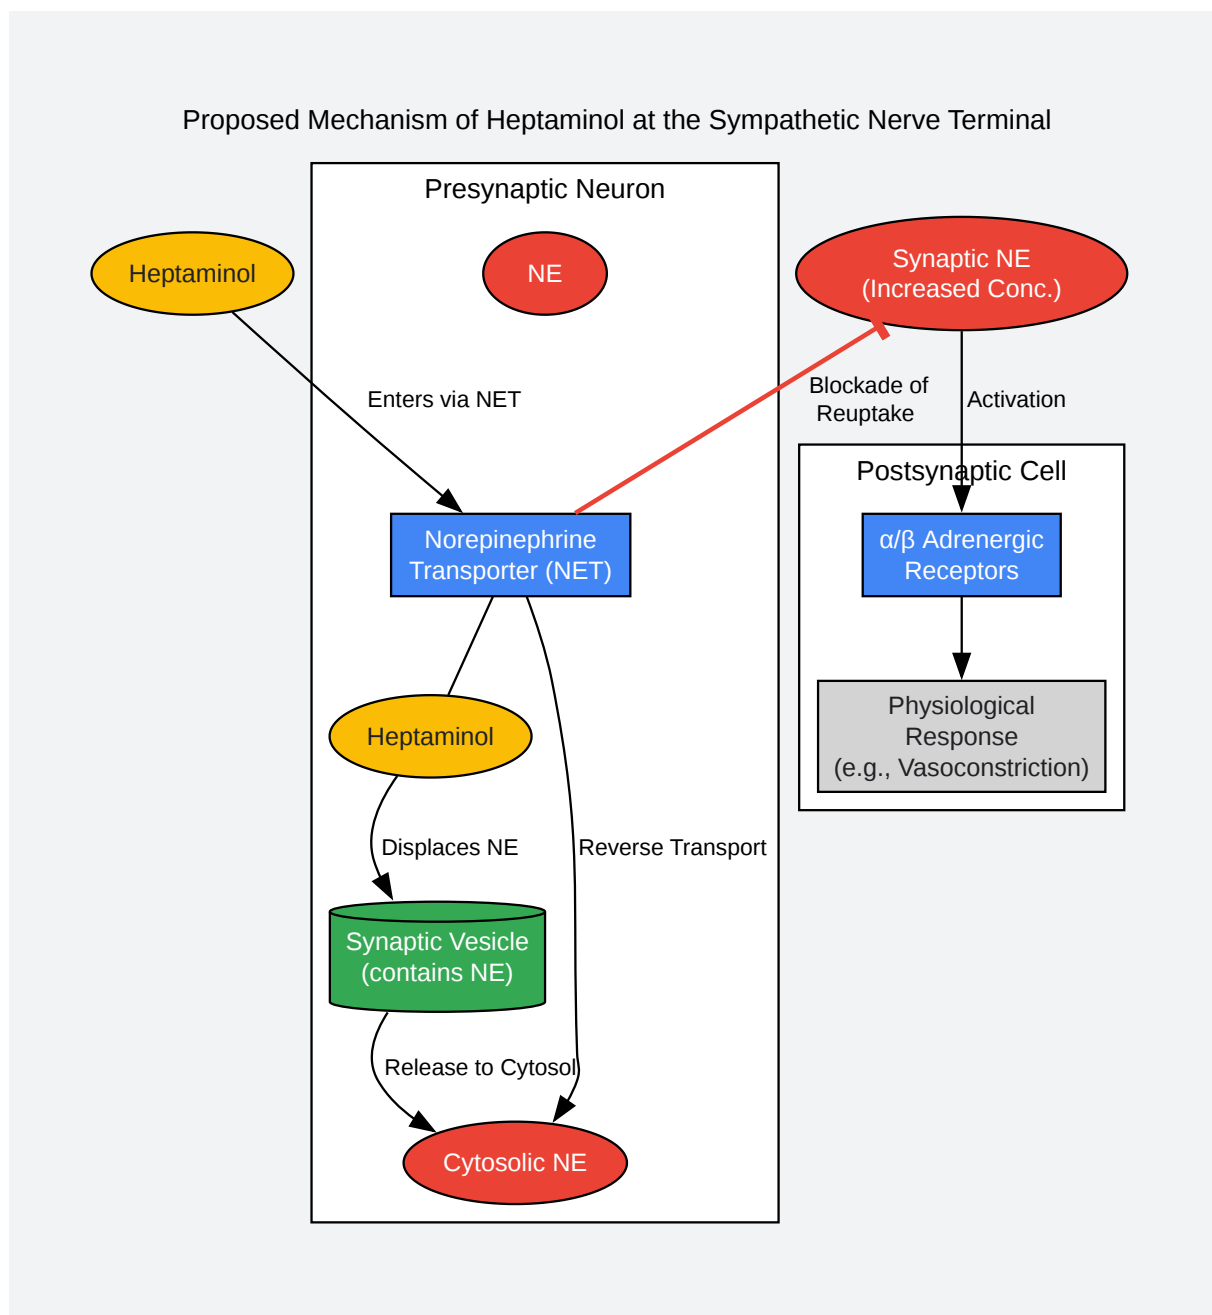 Proposed Mechanism of Heptaminol at the Sympathetic Nerve Terminal
Presynaptic Neuron
Heptaminol
NE
Synaptic NE
(Increased Conc.)
Enters via NET
Blockade of
Reuptake
Activation
Postsynaptic Cell
Norepinephrine
Transporter (NET)
α/β Adrenergic
Receptors
Heptaminol
Physiological
Response
(e.g., Vasoconstriction)
Displaces NE
Reverse Transport
Synaptic Vesicle
(contains NE)
Release to Cytosol
Cytosolic NE